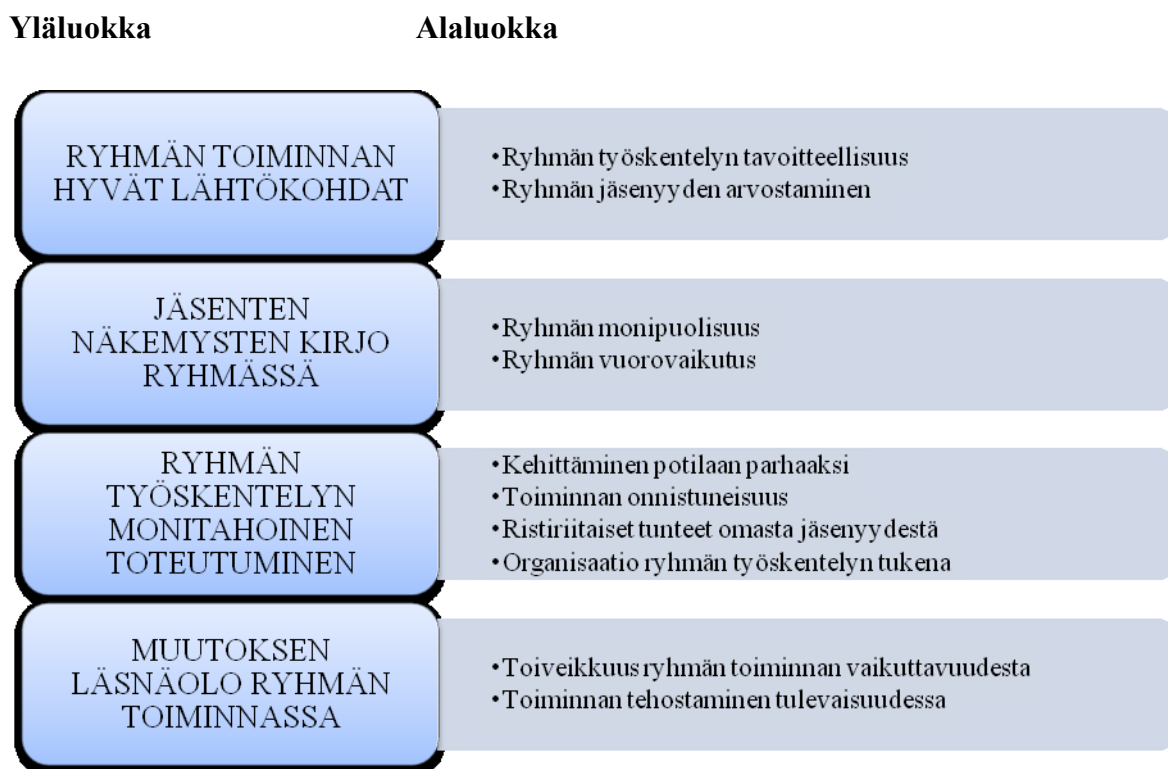 Yläluokka Alaluokka
RYHMÄN TOIMINNAN
HYVÄT LÄHTÖKOHDAT
•Ryhmän työskentelyn tavoitteellisuus
•Ryhmän jäsenyyden arvostaminen
JÄSENTEN
NÄKEMYSTEN KIRJO
RYHMÄSSÄ
•Ryhmän monipuolisuus
•Ryhmän vuorovaikutus
RYHMÄN
TYÖSKENTELYN
MONITAHOINEN
TOTEUTUMINEN
•Kehittäminen potilaan parhaaksi
•Toiminnan onnistuneisuus
•Ristiriitaiset tunteet omasta jäsenyydestä
•Organisaatio ryhmän työskentelyn tukena
MUUTOKSEN
LÄSNÄOLO RYHMÄN
TOIMINNASSA
•Toiveikkuus ryhmän toiminnan vaikuttavuudesta
•Toiminnan tehostaminen tulevaisuudessa